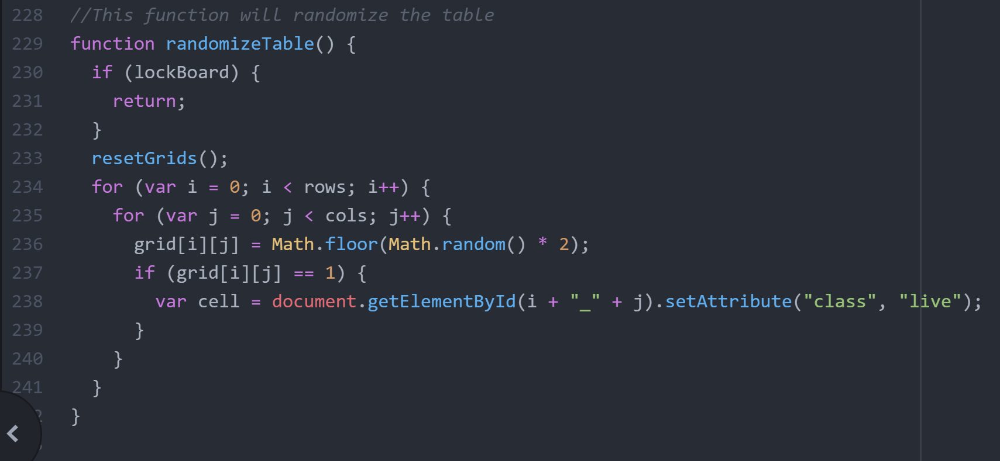 228 //This function will randomize the table
229 function randomizeTable() {
230 if (lockBoard) {
231 return;
232 }
233 resetGrids();
234 for (var i = 0; i < rows; i++) {
235 for (var j = 0; j < cols; j++) {
236 grid[i][j] = Math.floor(Math.random() * 2);
237 if (grid[i][j] == 1) {
238 var cell = document.getElementById(i + "_" + j).setAttribute("class", "live");
239 }
240 }
241 }
}